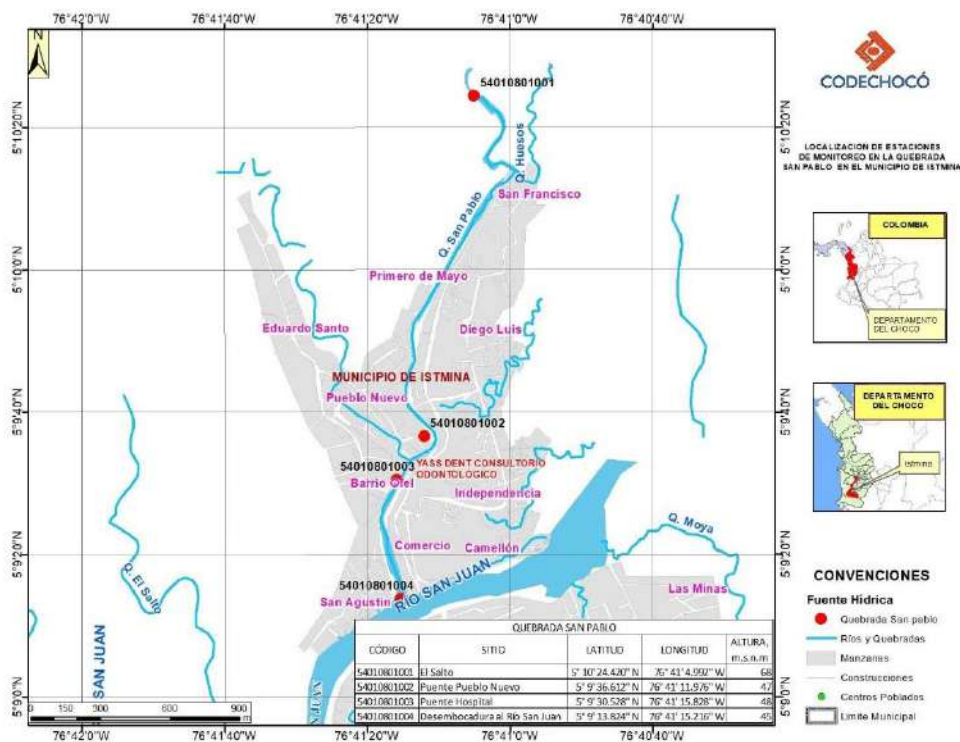 76°42'0"W 76°41'40"W 76°41'20"W 76°41'0"W 76°40'40"W
N
54010801001
5°10'20"N
5°10'20"N
Q. Huesos
San Francisco
Q. San Pablo
5°10'0"N
Primero de Mayo
5°10'0"N
Eduardo Santo
Diego Luis
MUNICIPIO DE ISTMINA
Pueblo Nuevo
5°9'40"N
5°9'40"N
54010801002
54010801003
YASS DENT CONSULTORIO
ODONTOLOGICO
Barrio Olel
Independencia
Q. Moya
Comercio
Camellón
5°9'20"N
5°9'20"N
Q. El Salto
54010801004
San Agustin
RÍO SAN JUAN
Las Minas
SAN JUAN
QUEBRADA SAN PABLO
CÓDIGO SITIO LATITUD LONGITUD ALTURA, m.s.n.m
54010801001 El Salto 5° 10' 24.420" N 76° 41' 4.992" W 68
54010801002 Puente Pueblo Nuevo 5° 9' 36.612" N 76° 41' 11.976" W 47
54010801003 Puente Hospital 5° 9' 30.528" N 76° 41' 15.828" W 48
54010801004 Desembocadura al Río San Juan 5° 9' 13.824" N 76° 41' 15.216" W 45
5°9'0"N
5°9'0"N
0 150 300 600 900
m
76°42'0"W 76°41'40"W 76°41'20"W 76°41'0"W 76°40'40"W
CODECHOCÓ
LOCALIZACION DE ESTACIONES
DE MONITOREO EN LA QUEBRADA
SAN PABLO EN EL MUNICIPIO DE ISTMINA
COLOMBIA
DEPARTAMENTO
DEL CHOCO
DEPARTAMENTO
DEL CHOCO
Istmina
CONVENCIONES
Fuente Hidrica
Quebrada San pablo
Ríos y Quebradas
Manzanas
Construcciones
Centros Poblados
Limite Municipal